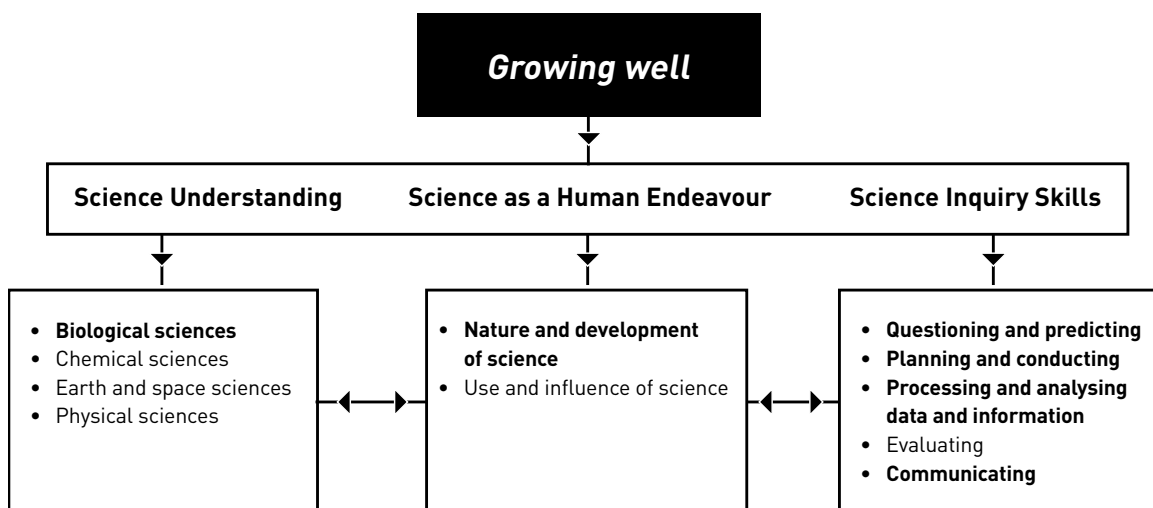 Growing well
Science Understanding
Science as a Human Endeavour
Science Inquiry Skills
• Biological sciences
• Chemical sciences
• Earth and space sciences
• Physical sciences
• Nature and development
of science
• Use and influence of science
• Questioning and predicting
• Planning and conducting
• Processing and analysing
data and information
• Evaluating
• Communicating